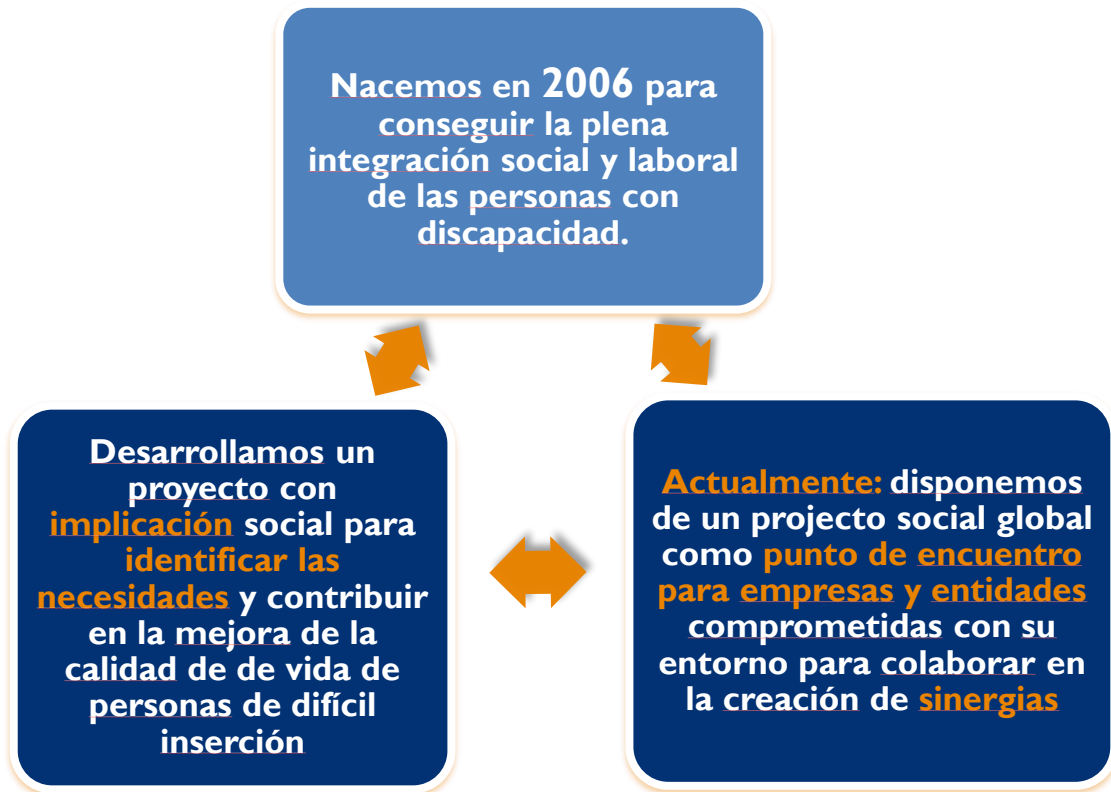 Nacemos en 2006 para
conseguir la plena
integración social y laboral
de las personas con
discapacidad.
Desarrollamos un
proyecto con
implicación social para
identificar las
necesidades y contribuir
en la mejora de la
calidad de de vida de
personas de difícil
inserción
Actualmente: disponemos
de un projecto social global
como punto de encuentro
para empresas y entidades
comprometidas con su
entorno para colaborar en
la creación de sinergias